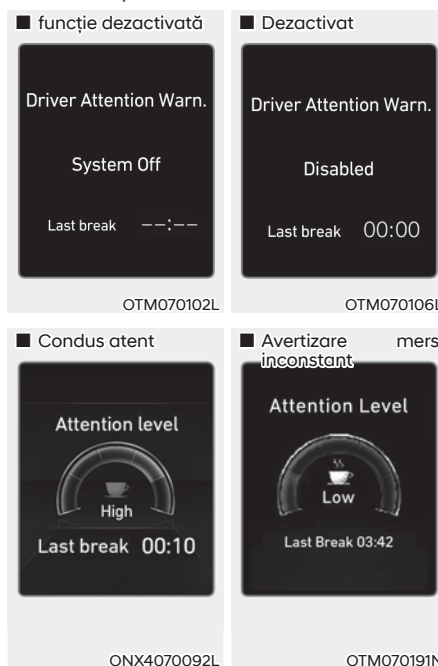 ■ funcție dezactivată
Driver Attention Warn.
System Off
Last break --:--
OTM070102L
■ Dezactivat
Driver Attention Warn.
Disabled
Last break 00:00
OTM070106L
■ Condus atent
Attention level
High
Last break 00:10
ONX4070092L
■ Avertizare mers
inconstant
Attention Level
Low
Last Break 03:42
OTM070191N